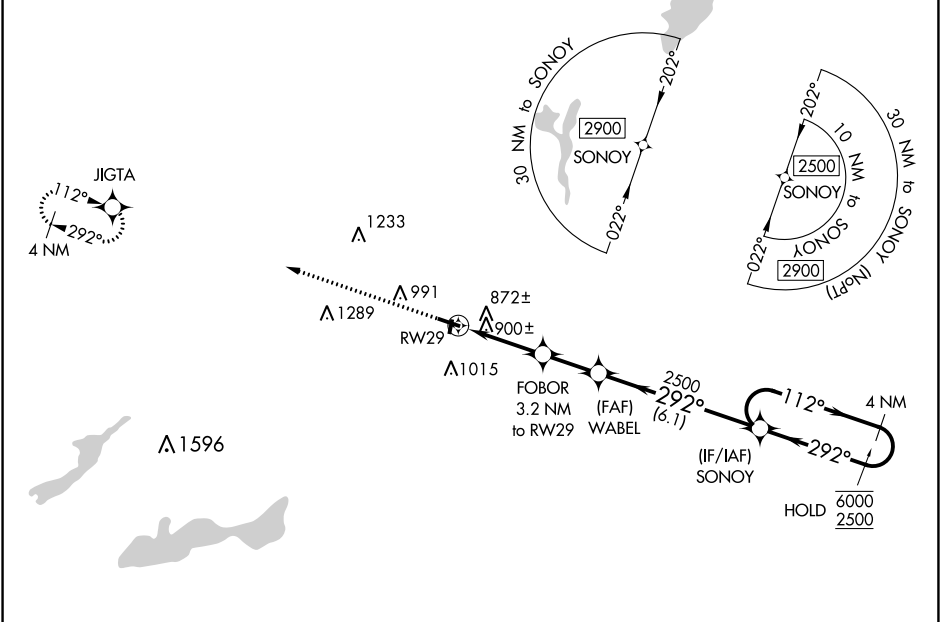 30 NM to SONOY
202°
2900
SONOY
022°
202°
10 NM to SONOY
2500
SONOY
30 NM to SONOY (NoPT)
022°
2900
JIGTA
112°
292°
4 NM
1233
991
1289
872±
900±
RW29
1015
FOBOR
3.2 NM
to RW29
(FAF)
WABEL
2500
292°
(6.1)
112°
4 NM
292°
(IF/IAF)
SONOY
HOLD
6000
2500
1596